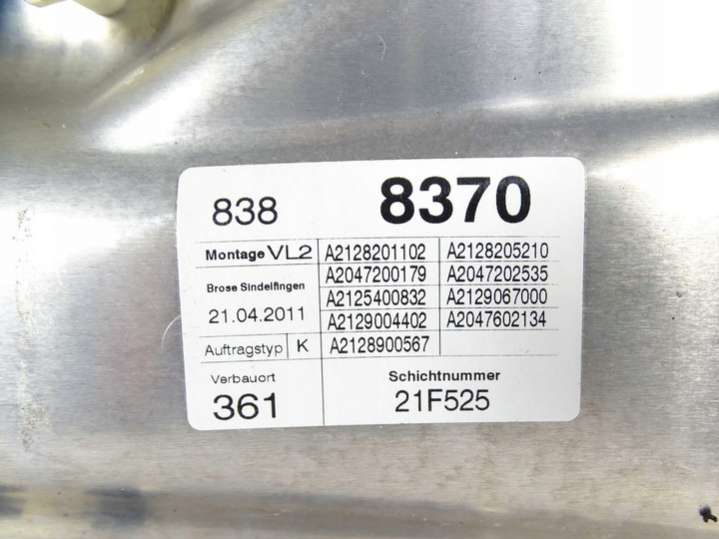 838 8370
Montage VL2 A2128201102 A2128205210
Brose Sindelfingen A2047200179 A2047202535
A2125400832 A2129067000
21.04.2011 A2129004402 A2047602134
Auftragstyp K A2128900567
Verbauort Schichtnummer
361 21F525